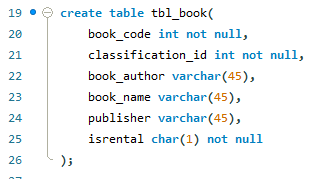 19 create table tbl_book(
20 book_code int not null,
21 classification_id int not null,
22 book_author varchar(45),
23 book_name varchar(45),
24 publisher varchar(45),
25 isrental char(1) not null
26 );